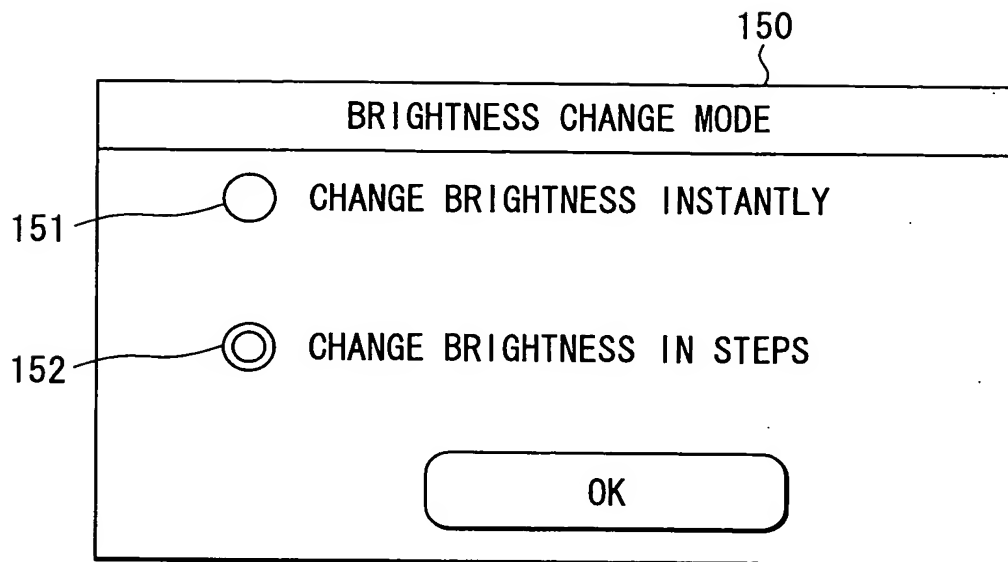 150
BRIGHTNESS CHANGE MODE
151
CHANGE BRIGHTNESS INSTANTLY
152
CHANGE BRIGHTNESS IN STEPS
OK